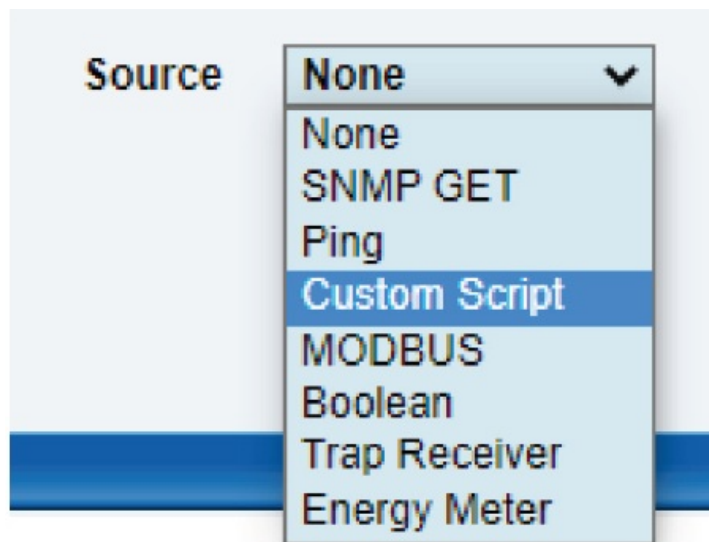 Source None
None
SNMP GET
Ping
Custom Script
MODBUS
Boolean
Trap Receiver
Energy Meter